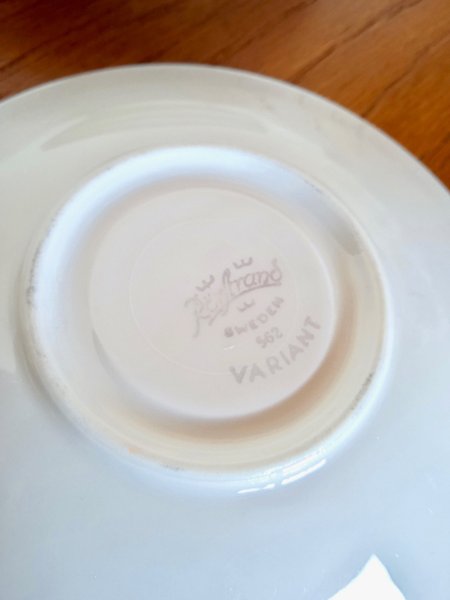 Rörstrand
SWEDEN
562
VARIANT